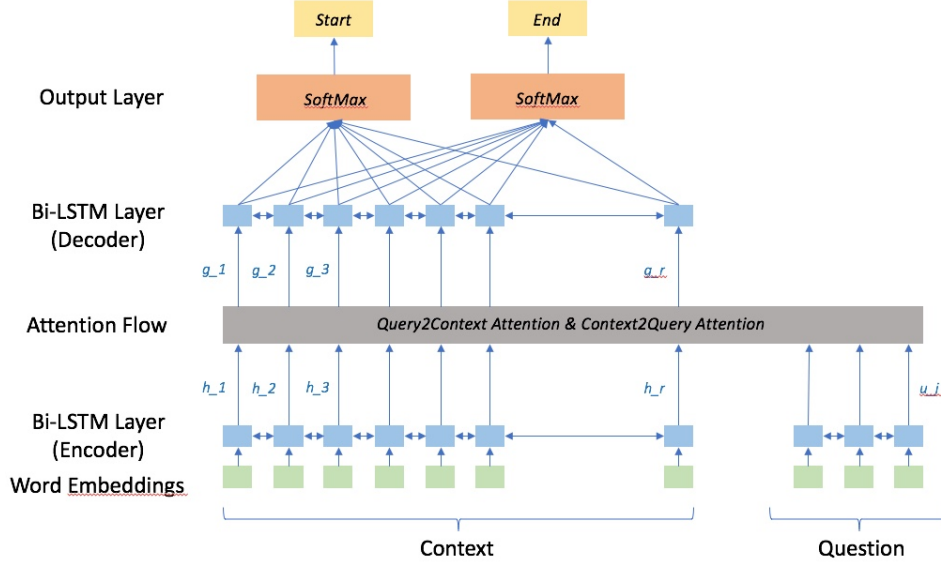 Start
End
Output Layer
SoftMax
SoftMax
Bi-LSTM Layer
(Decoder)
g_1
g_2
g_3
g_r
Attention Flow
Query2Context Attention & Context2Query Attention
h_1
h_2
h_3
h_r
u_j
Bi-LSTM Layer
(Encoder)
Word Embeddings
Context
Question